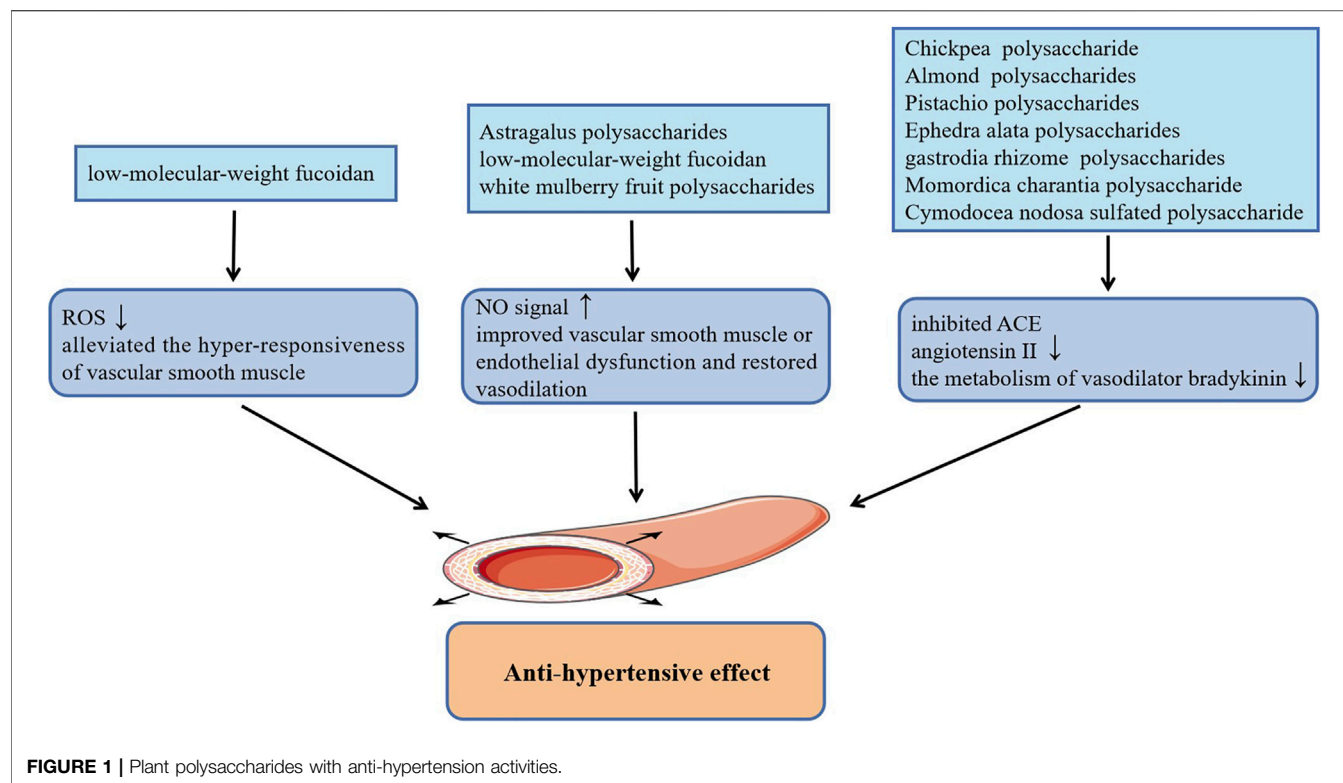 low-molecular-weight fucoidan
Astragalus polysaccharides
low-molecular-weight fucoidan
white mulberry fruit polysaccharides
Chickpea polysaccharide
Almond polysaccharides
Pistachio polysaccharides
Ephedra alata polysaccharides
gastrodia rhizome polysaccharides
Momordica charantia polysaccharide
Cymodocea nodosa sulfated polysaccharide
ROS ↓
alleviated the hyper-responsiveness
of vascular smooth muscle
NO signal ↑
improved vascular smooth muscle or
endothelial dysfunction and restored
vasodilation
inhibited ACE
angiotensin II ↓
the metabolism of vasodilator bradykinin ↓
Anti-hypertensive effect
FIGURE 1 | Plant polysaccharides with anti-hypertension activities.